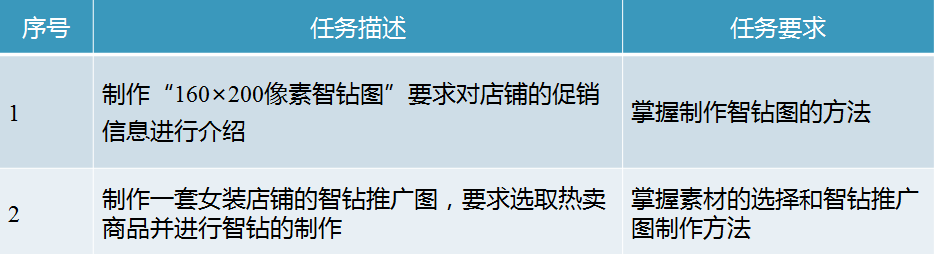 序号 任务描述 任务要求
1 制作“160×200像素智钻图”要求对店铺的促销 掌握制作智钻图的方法
信息进行介绍
2 制作一套女装店铺的智钻推广图，要求选取热卖 掌握素材的选择和智钻推广
商品并进行智钻的制作 图制作方法